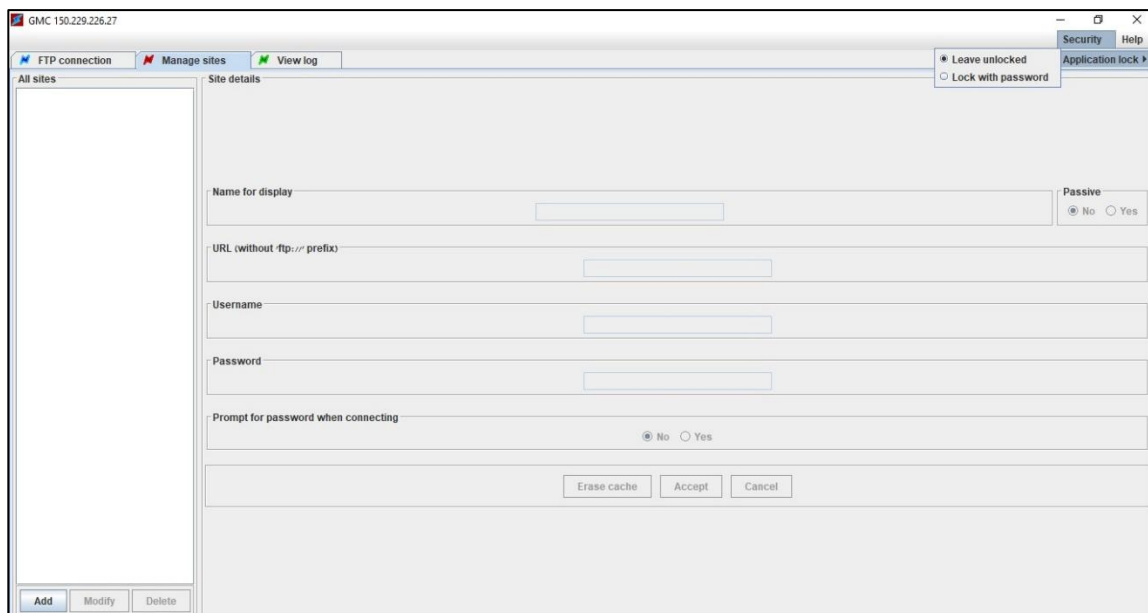 GMC 150.229.226.27
Security Help
FTP connection Manage sites View log
Leave unlocked Application lock
Lock with password
All sites Site details
Name for display Passive
No Yes
URL (without 'ftp://' prefix)
Username
Password
Prompt for password when connecting
No Yes
Erase cache Accept Cancel
Add Modify Delete